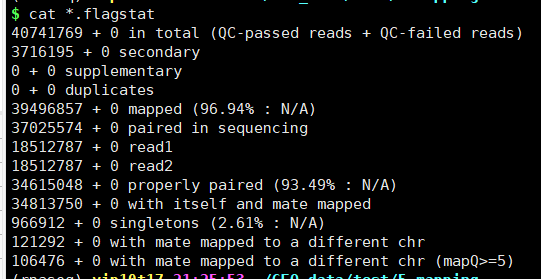 $ cat *.flagstat
40741769 + 0 in total (QC-passed reads + QC-failed reads)
3716195 + 0 secondary
0 + 0 supplementary
0 + 0 duplicates
39496857 + 0 mapped (96.94% : N/A)
37025574 + 0 paired in sequencing
18512787 + 0 read1
18512787 + 0 read2
34615048 + 0 properly paired (93.49% : N/A)
34813750 + 0 with itself and mate mapped
966912 + 0 singletons (2.61% : N/A)
121292 + 0 with mate mapped to a different chr
106476 + 0 with mate mapped to a different chr (mapQ>=5)